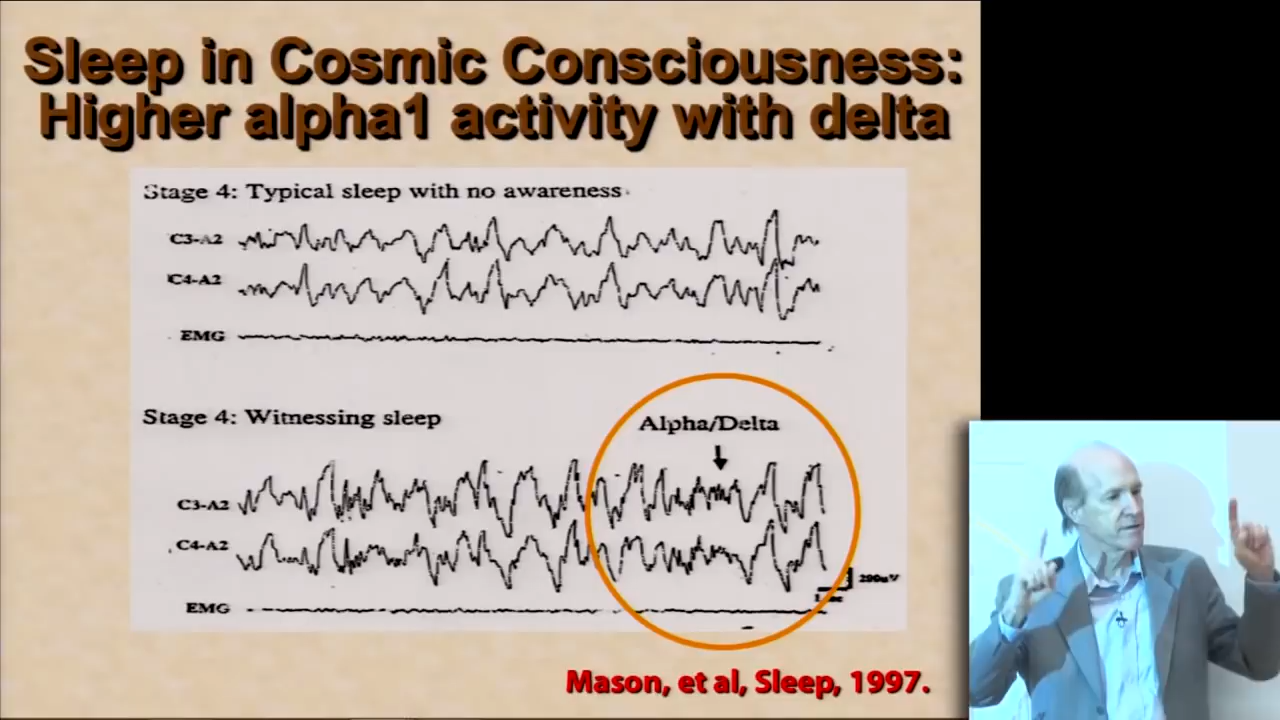 Sleep in Cosmic Consciousness:
Higher alpha1 activity with delta
Stage 4: Typical sleep with no awareness
C3-A2
C4-A2
EMG
Stage 4: Witnessing sleep
Alpha/Delta
C3-A2
C4-A2
200uV
EMG
Mason, et al, Sleep, 1997.